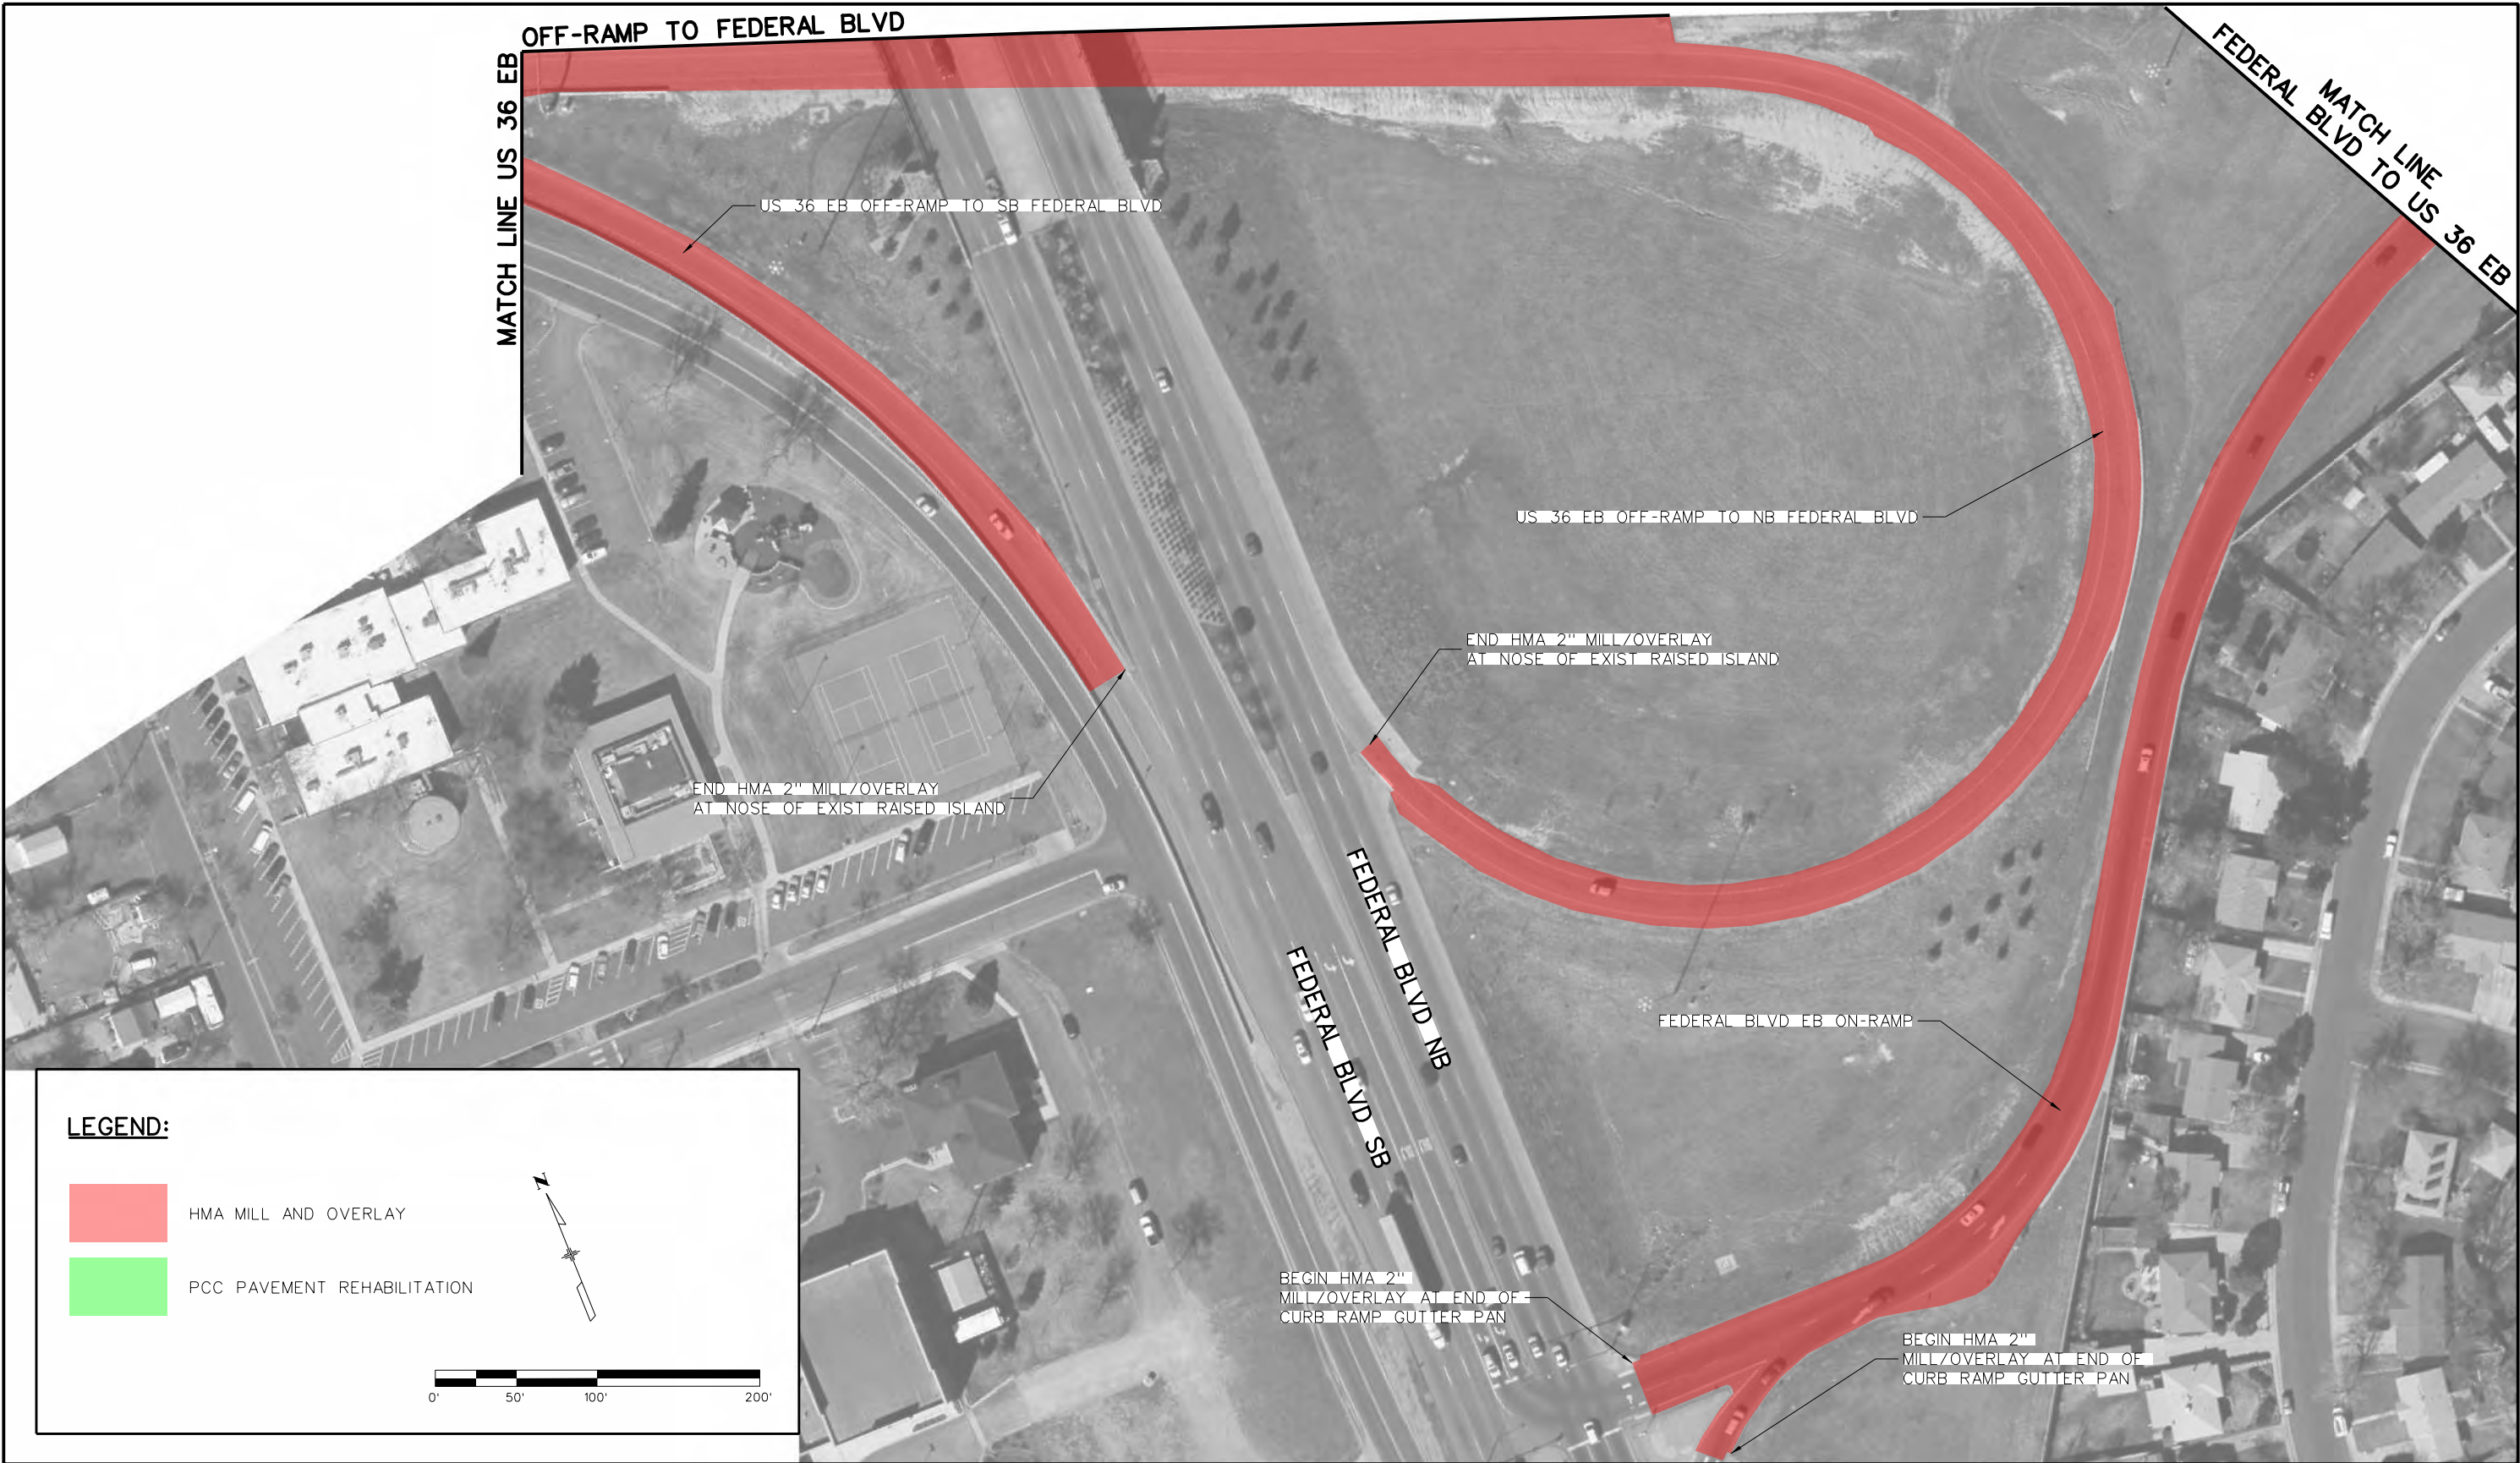 OFF-RAMP TO FEDERAL BLVD
MATCH LINE US 36 EB
MATCH LINE
FEDERAL BLVD TO US 36 EB
US 36 EB OFF-RAMP TO SB FEDERAL BLVD
US 36 EB OFF-RAMP TO NB FEDERAL BLVD
END HMA 2" MILL/OVERLAY
AT NOSE OF EXIST RAISED ISLAND
END HMA 2" MILL/OVERLAY
AT NOSE OF EXIST RAISED ISLAND
FEDERAL BLVD NB
FEDERAL BLVD SB
FEDERAL BLVD EB ON-RAMP
BEGIN HMA 2"
MILL/OVERLAY AT END OF
CURB RAMP GUTTER PAN
BEGIN HMA 2"
MILL/OVERLAY AT END OF
CURB RAMP GUTTER PAN
LEGEND:
HMA MILL AND OVERLAY
PCC PAVEMENT REHABILITATION
N
0' 50' 100' 200'